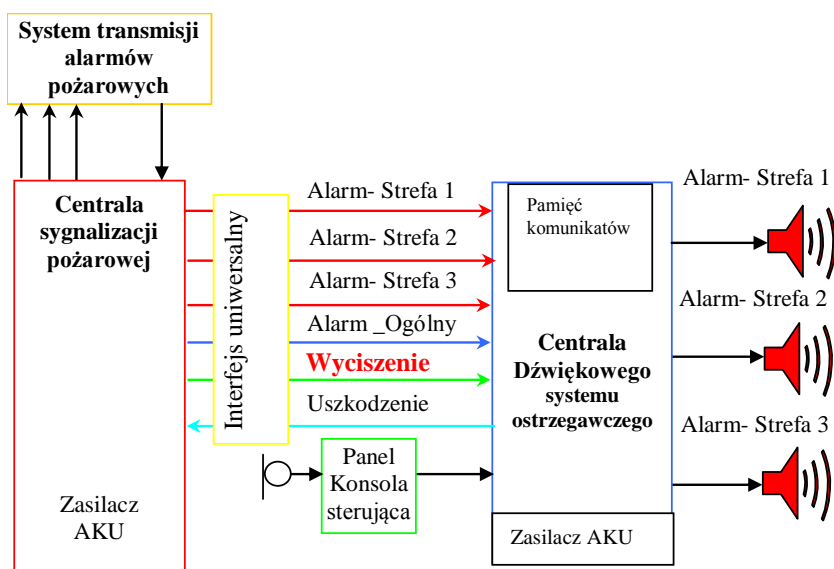 System transmisji
alarmów
pożarowych
Centrala
sygnalizacji
pożarowej
Zasilacz
AKU
Interfejs uniwersalny
Alarm- Strefa 1
Alarm- Strefa 2
Alarm- Strefa 3
Alarm _Ogólny
Wyciszenie
Uszkodzenie
Panel
Konsola
sterująca
Pamięć
komunikatów
Centrala
Dźwiękowego
systemu
ostrzegawczego
Zasilacz AKU
Alarm- Strefa 1
Alarm- Strefa 2
Alarm- Strefa 3